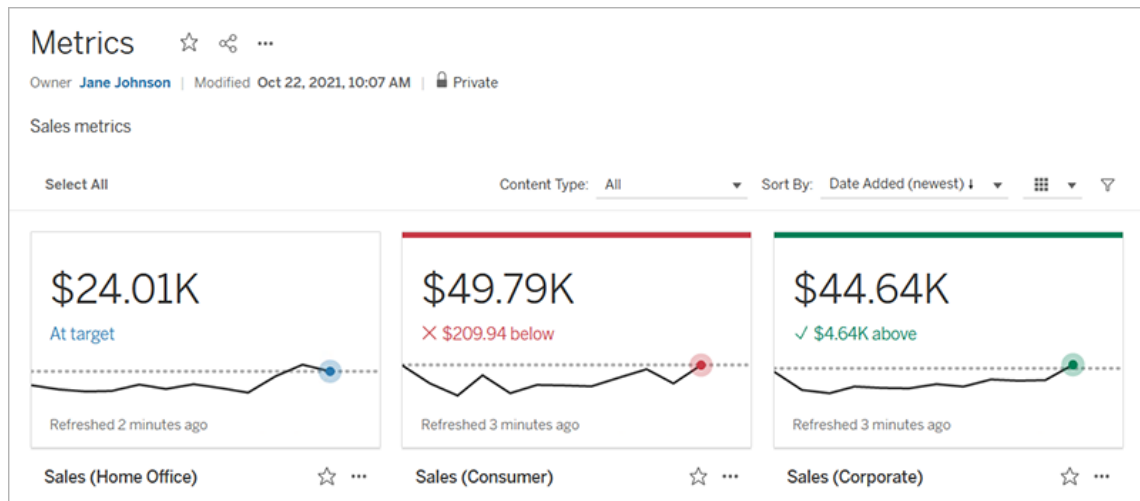 Metrics
Owner Jane Johnson | Modified Oct 22, 2021, 10:07 AM | Private
Sales metrics
Select All Content Type: All Sort By: Date Added (newest) ↓
$24.01K $49.79K $44.64K
At target × $209.94 below ✓ $4.64K above
Refreshed 2 minutes ago Refreshed 3 minutes ago Refreshed 3 minutes ago
Sales (Home Office) Sales (Consumer) Sales (Corporate)